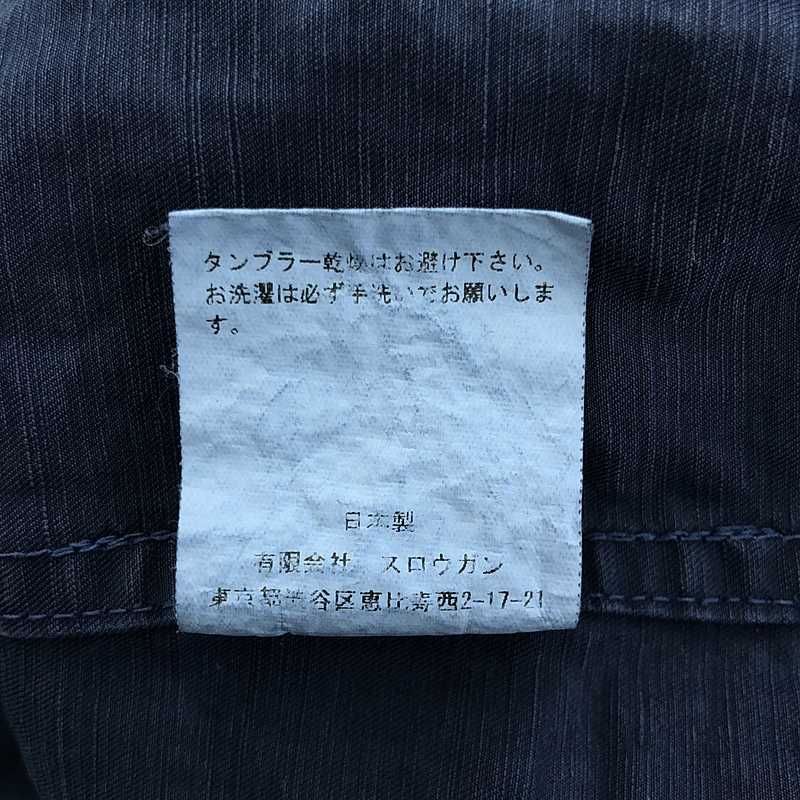 タンブラー乾燥はお避け下さい。
お洗濯は必ず手洗いでお願いしま
す。
日本製
有限会社　スロウガン
東京都渋谷区恵比寿西2-17-21